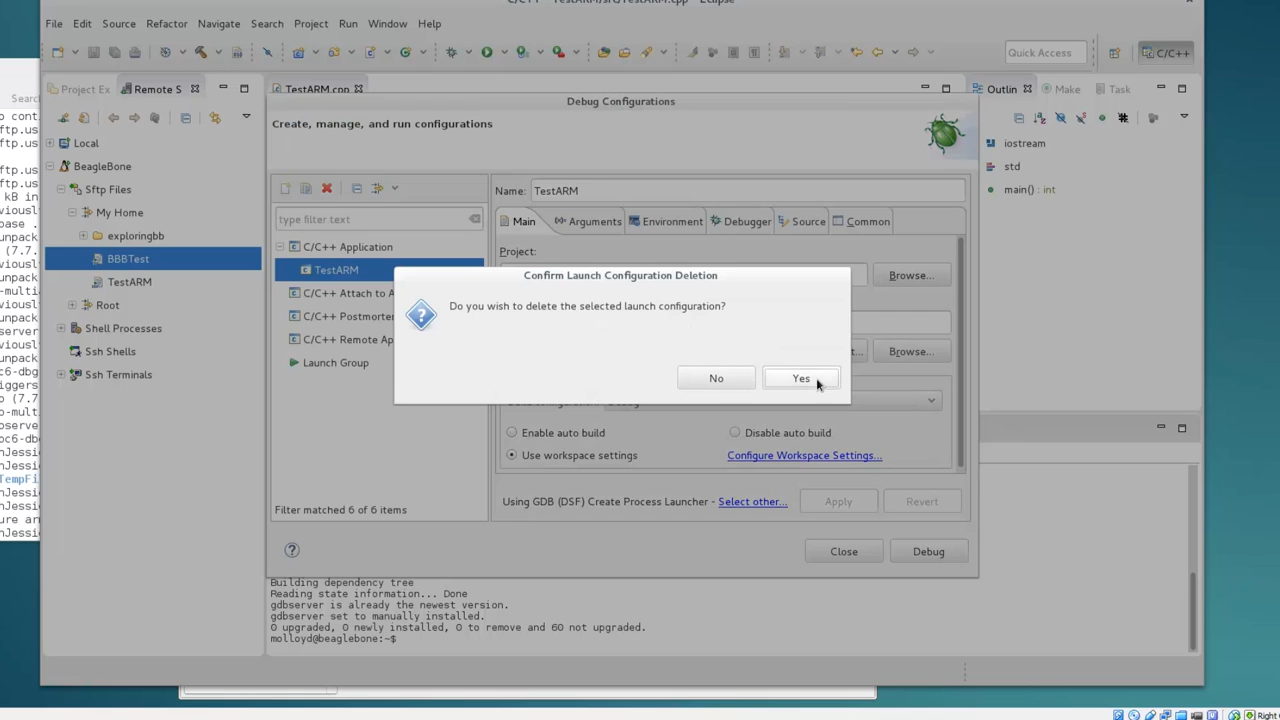 C/C++ - TestARM/src/TestARM.cpp - Eclipse
File Edit Source Refactor Navigate Search Project Run Window Help
Quick Access
C/C++
Search
Project Ex
Remote S
TestARM.cpp
Outlin
Make
Task
Local
BeagleBone
Sftp Files
My Home
exploringbb
BBBTest
TestARM
Root
Shell Processes
Ssh Shells
Ssh Terminals
Debug Configurations
Create, manage, and run configurations
type filter text
C/C++ Application
TestARM
C/C++ Attach to A
C/C++ Postmorter
C/C++ Remote Ap
Launch Group
Filter matched 6 of 6 items
Name: TestARM
Main Arguments Environment Debugger Source Common
Project:
Browse...
t... Browse...
Confirm Launch Configuration Deletion
Do you wish to delete the selected launch configuration?
No Yes
Enable auto build
Disable auto build
Use workspace settings
Configure Workspace Settings...
Using GDB (DSF) Create Process Launcher - Select other...
Apply Revert
Close Debug
iostream
std
main() : int
Building dependency tree
Reading state information... Done
gdbserver is already the newest version.
gdbserver set to manually installed.
0 upgraded, 0 newly installed, 0 to remove and 60 not upgraded.
molloyd@beaglebone:~$
Right